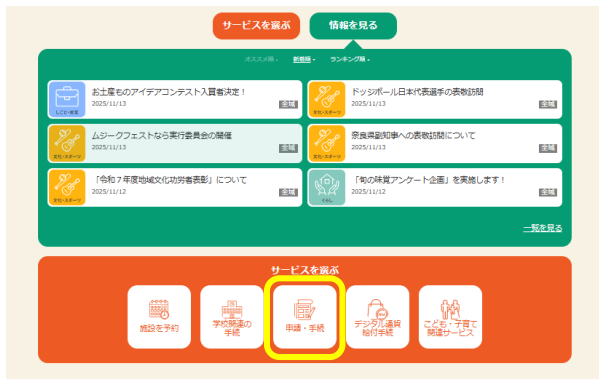 サービスを選ぶ
情報を見る
オススメ順 -
新着順 -
ランキング順 -
しごと・産業
お土産ものアイデアコンテスト入賞者決定！
2025/11/13
全域
文化・スポーツ
ドッジボール日本代表選手の表敬訪問
2025/11/13
全域
文化・スポーツ
ムジークフェストなら実行委員会の開催
2025/11/13
全域
文化・スポーツ
奈良県副知事への表敬訪問について
2025/11/13
全域
文化・スポーツ
「令和７年度地域文化功労者表彰」について
2025/11/12
全域
くらし
「旬の味覚アンケート企画」を実施します！
2025/11/12
全域
一覧を見る
サービスを選ぶ
施設を予約
学校関連の
手続
申請・手続
デジタル通貨
給付手続
こども・子育て
関連サービス